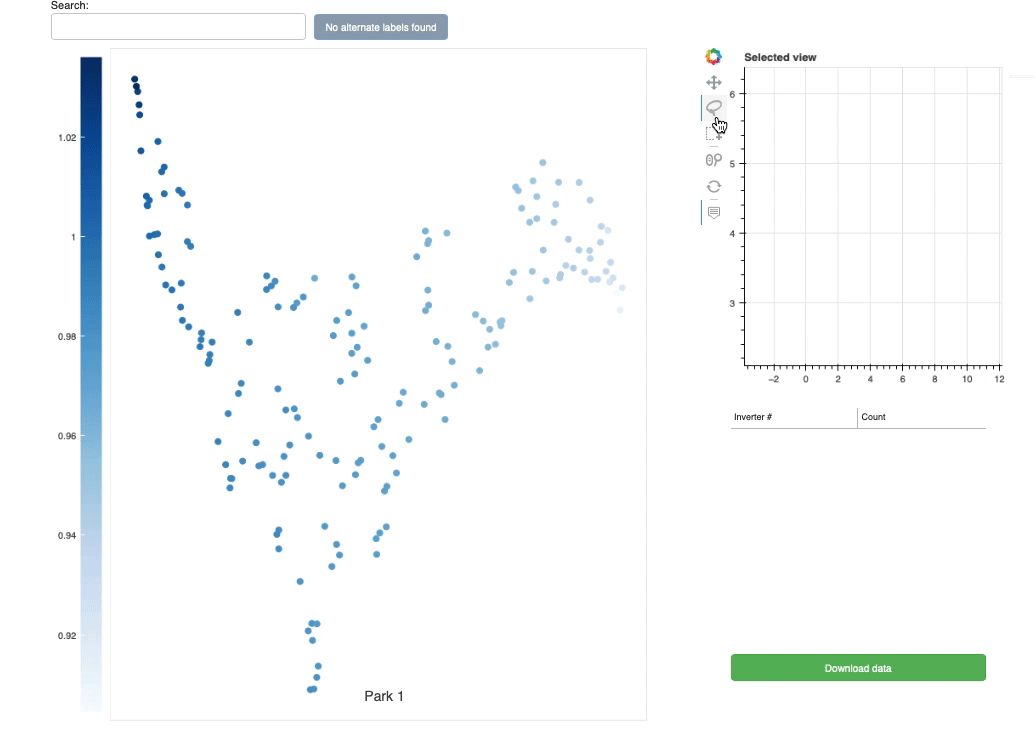 Search:
No alternate labels found
Selected view
1.02
1
0.98
0.96
0.94
0.92
Park 1
6
5
4
3
−2
0
2
4
6
8
10
12
Inverter #
Count
Download data